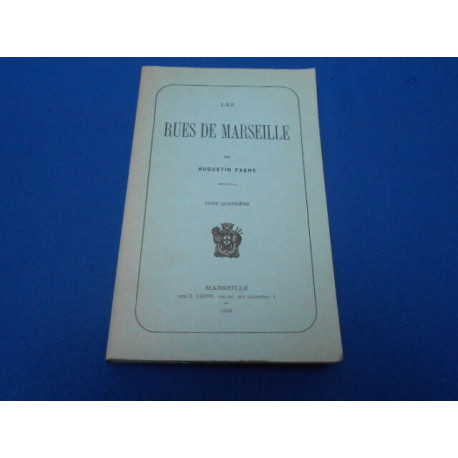 LES
RUES DE MARSEILLE
PAR
AUGUSTIN FABRE
TOME QUATRIÈME
MARSEILLE